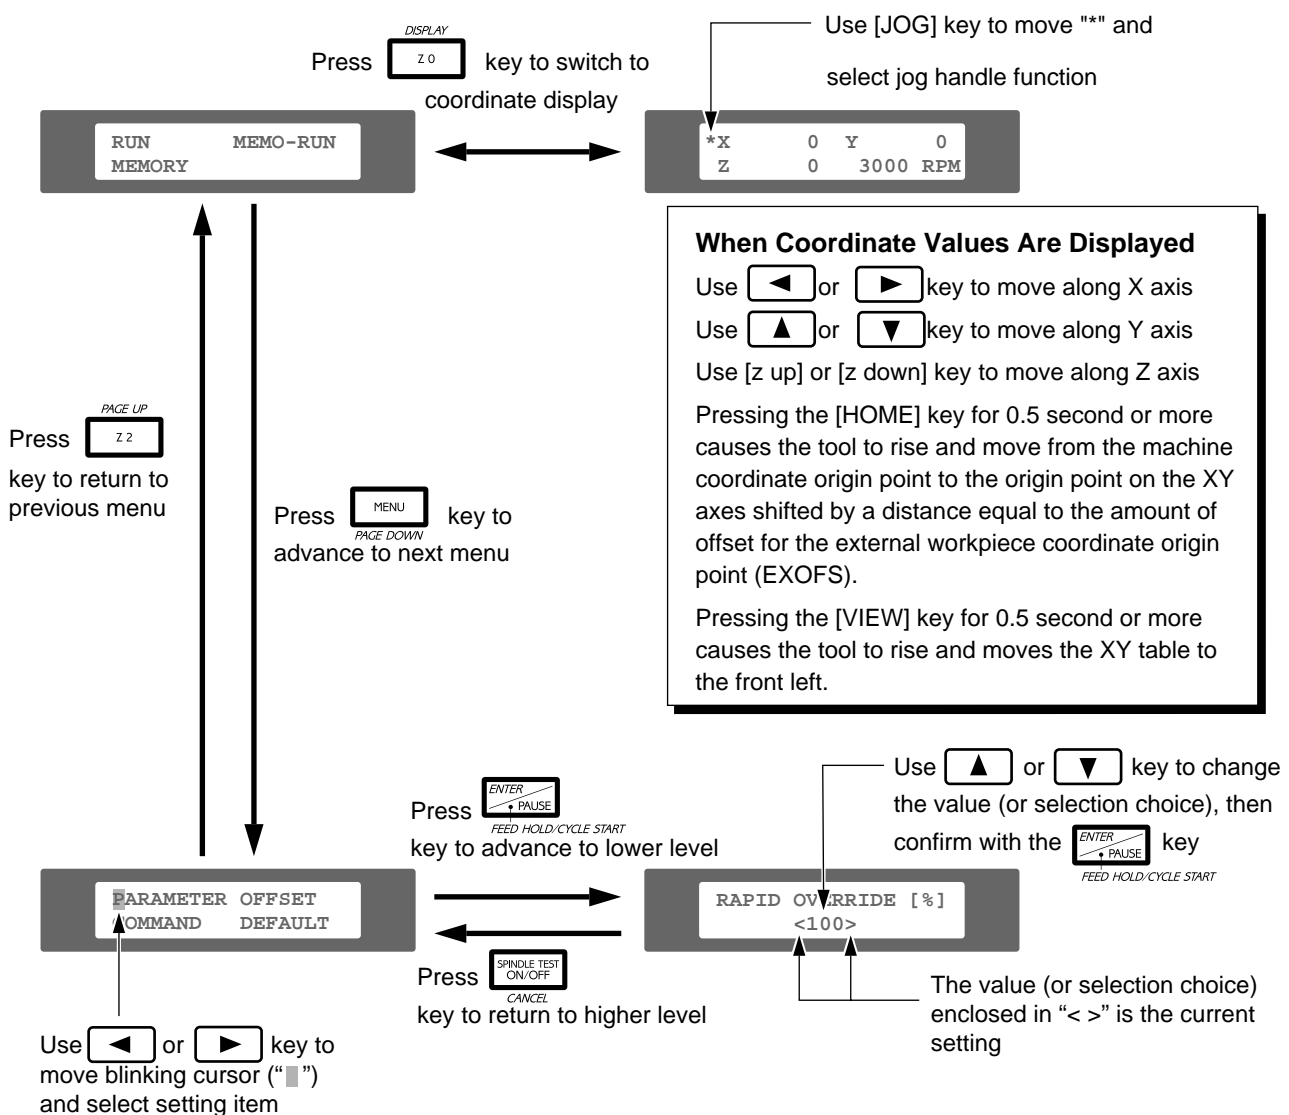 DISPLAY
Press Z 0 key to switch to
coordinate display
Use [JOG] key to move "*" and
select jog handle function
RUN MEMO-RUN
MEMORY
*X 0 Y 0
Z 0 3000 RPM
When Coordinate Values Are Displayed
Use ◄ or ► key to move along X axis
Use ▲ or ▼ key to move along Y axis
Use [z up] or [z down] key to move along Z axis
Pressing the [HOME] key for 0.5 second or more
causes the tool to rise and move from the machine
coordinate origin point to the origin point on the XY
axes shifted by a distance equal to the amount of
offset for the external workpiece coordinate origin
point (EXOFS).
Pressing the [VIEW] key for 0.5 second or more
causes the tool to rise and moves the XY table to
the front left.
PAGE UP
Press Z 2
key to return to
previous menu
Press MENU key to
PAGE DOWN
advance to next menu
Press ENTER PAUSE
FEED HOLD/CYCLE START
key to advance to lower level
Use ▲ or ▼ key to change
the value (or selection choice), then
confirm with the ENTER PAUSE key
FEED HOLD/CYCLE START
PARAMETER OFFSET
COMMAND DEFAULT
RAPID OVERRIDE [%]
<100>
Press SPINDLE TEST ON/OFF
CANCEL
key to return to higher level
The value (or selection choice)
enclosed in “< >” is the current
setting
Use ◄ or ► key to
move blinking cursor (“ ”)
and select setting item